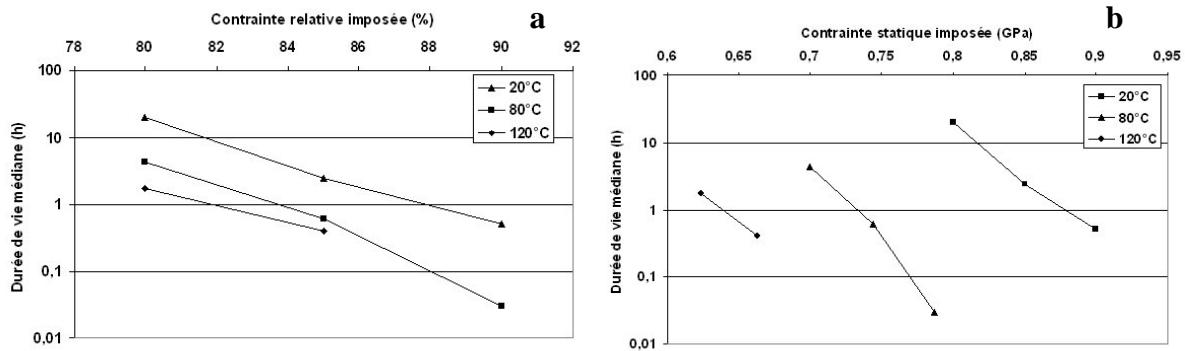 Contrainte relative imposée (%)
a
78 80 82 84 86 88 90 92
100
10
1
0,1
0,01
Durée de vie médiane (h)
20°C
80°C
120°C
b
Contrainte statique imposée (GPa)
0,6 0,65 0,7 0,75 0,8 0,85 0,9 0,95
100
10
1
0,1
0,01
Durée de vie médiane (h)
20°C
80°C
120°C